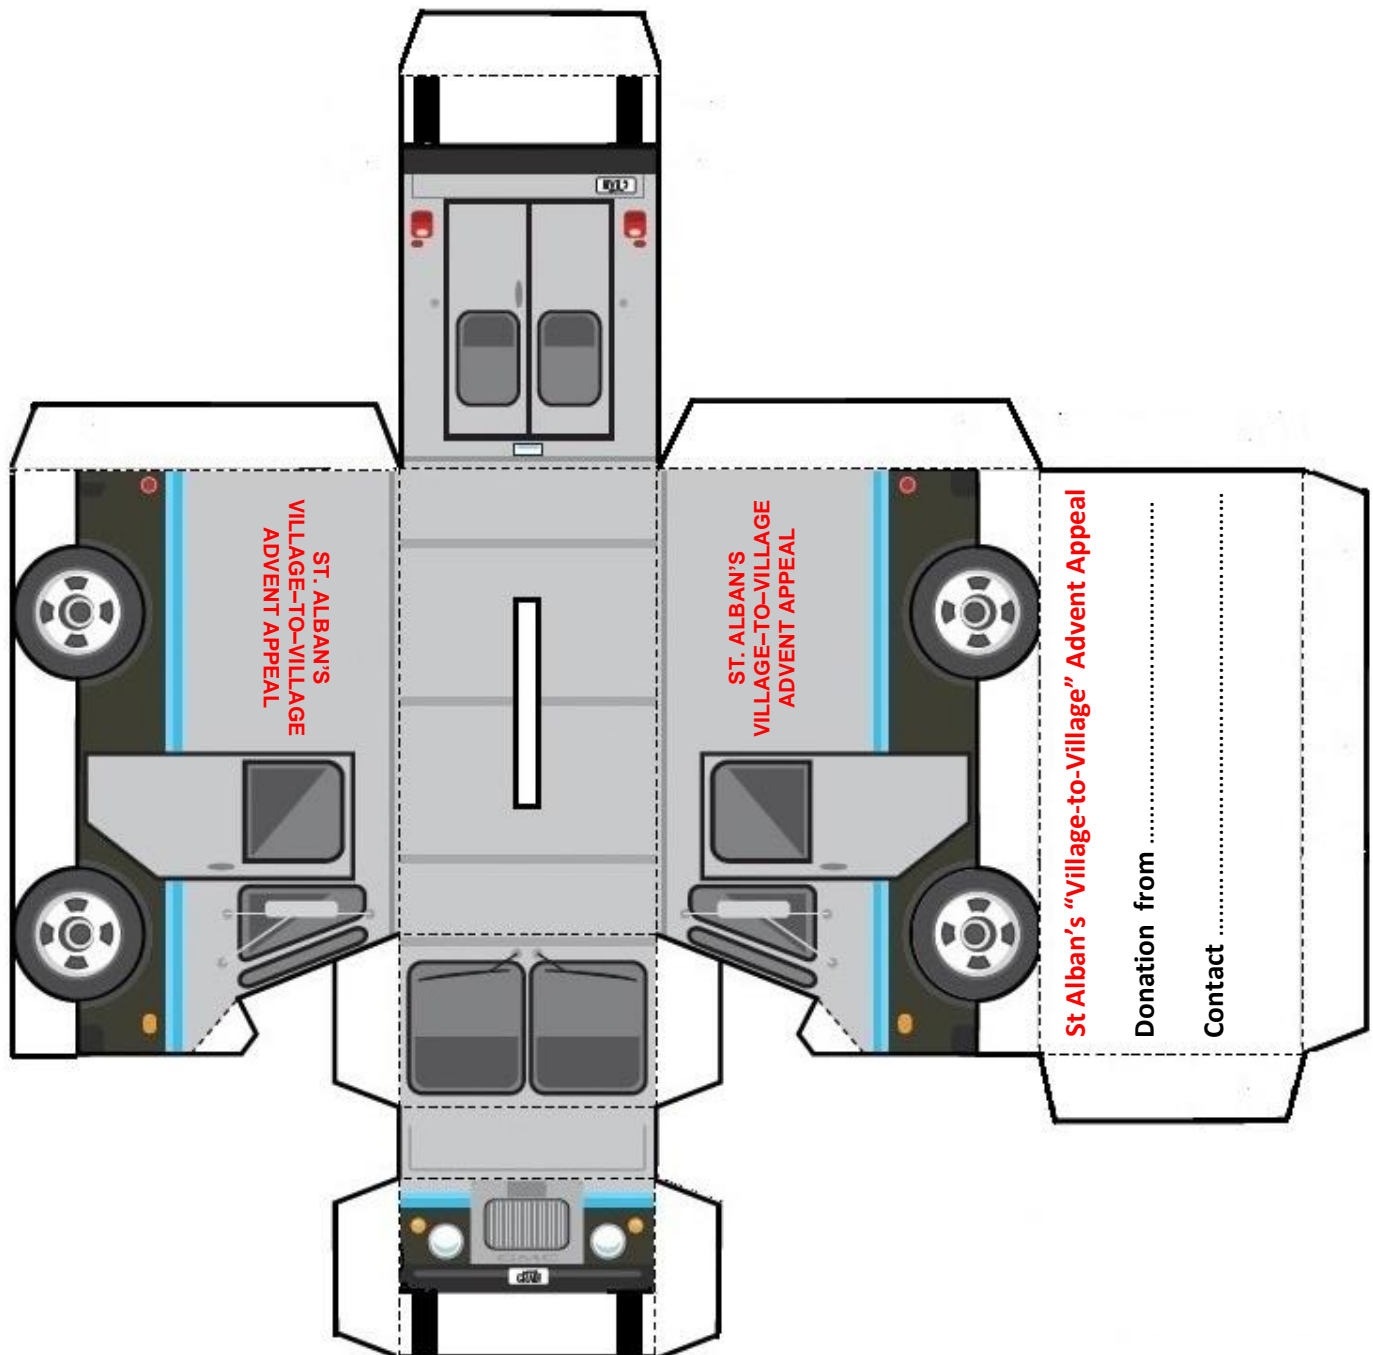 ST. ALBAN'S
VILLAGE–TO–VILLAGE
ADVENT APPEAL
ST. ALBAN'S
VILLAGE–TO–VILLAGE
ADVENT APPEAL
St Alban's “Village-to-Village” Advent Appeal
Donation from ................................................................
Contact ................................................................................
GMC